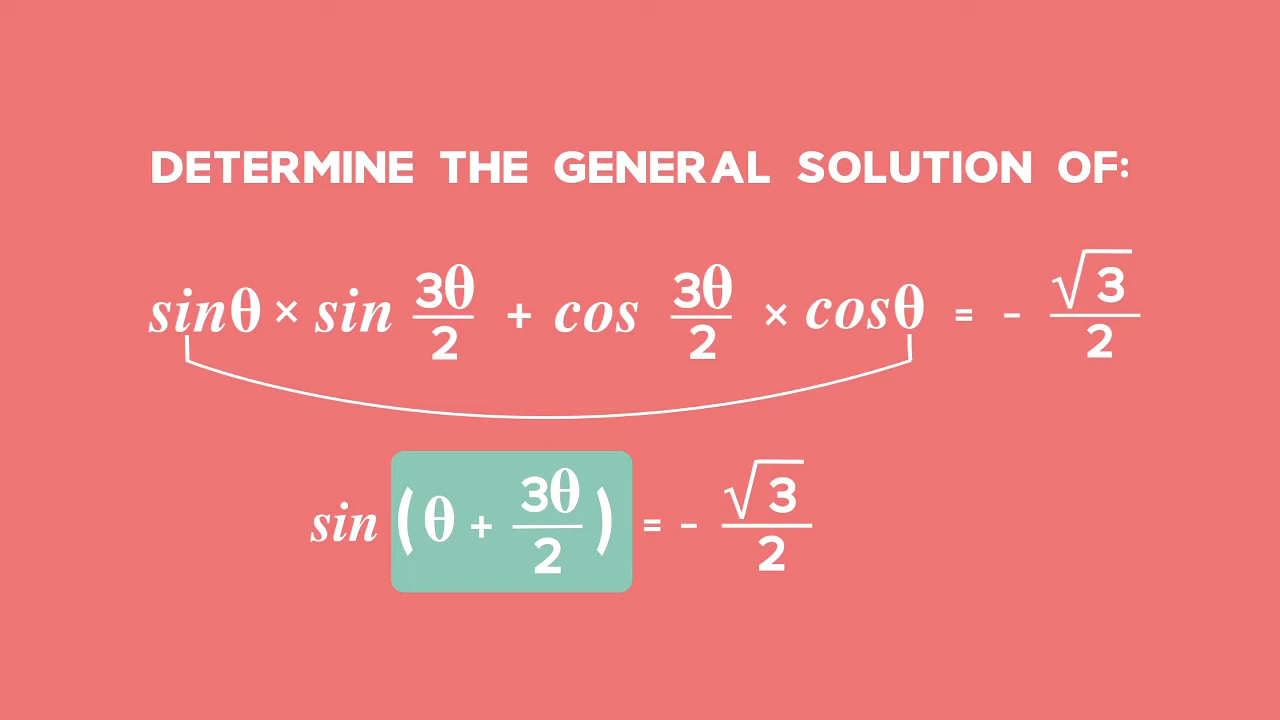 DETERMINE THE GENERAL SOLUTION OF:
sinθ × sin 3θ/2 + cos 3θ/2 × cosθ = - √3/2
sin (θ + 3θ/2) = - √3/2